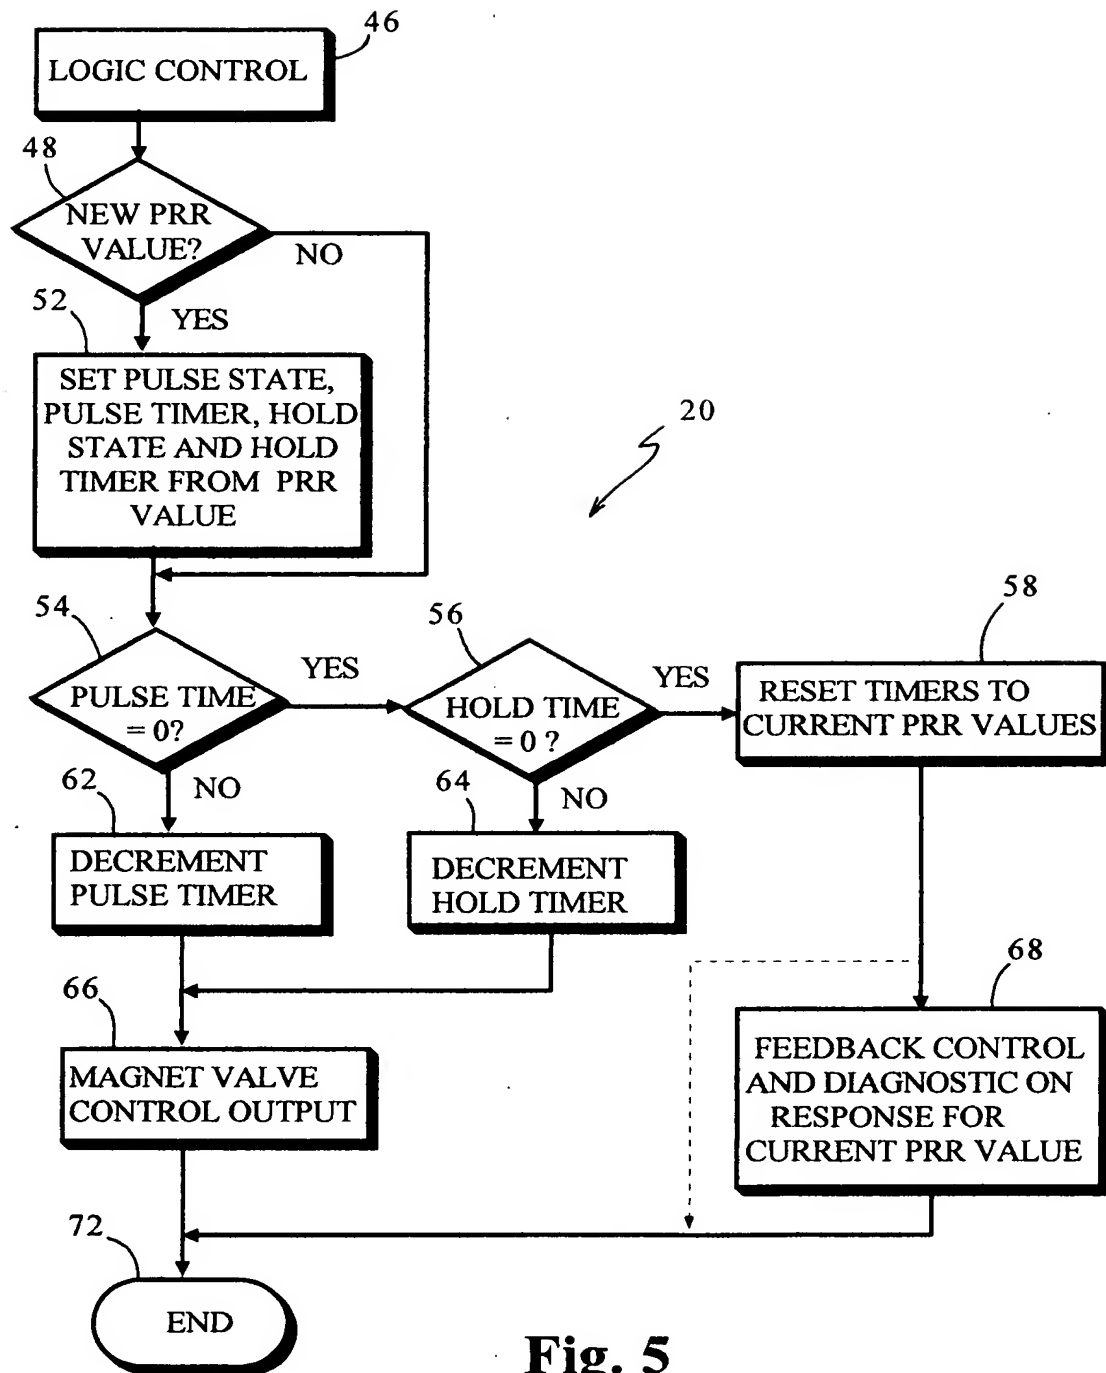 46
LOGIC CONTROL
48
NEW PRR
VALUE?
NO
YES
52
SET PULSE STATE,
PULSE TIMER, HOLD
STATE AND HOLD
TIMER FROM PRR
VALUE
20
54
PULSE TIME
= 0?
YES
NO
56
HOLD TIME
= 0 ?
YES
NO
58
RESET TIMERS TO
CURRENT PRR VALUES
62
DECREMENT
PULSE TIMER
64
DECREMENT
HOLD TIMER
66
MAGNET VALVE
CONTROL OUTPUT
68
FEEDBACK CONTROL
AND DIAGNOSTIC ON
RESPONSE FOR
CURRENT PRR VALUE
72
END
Fig. 5